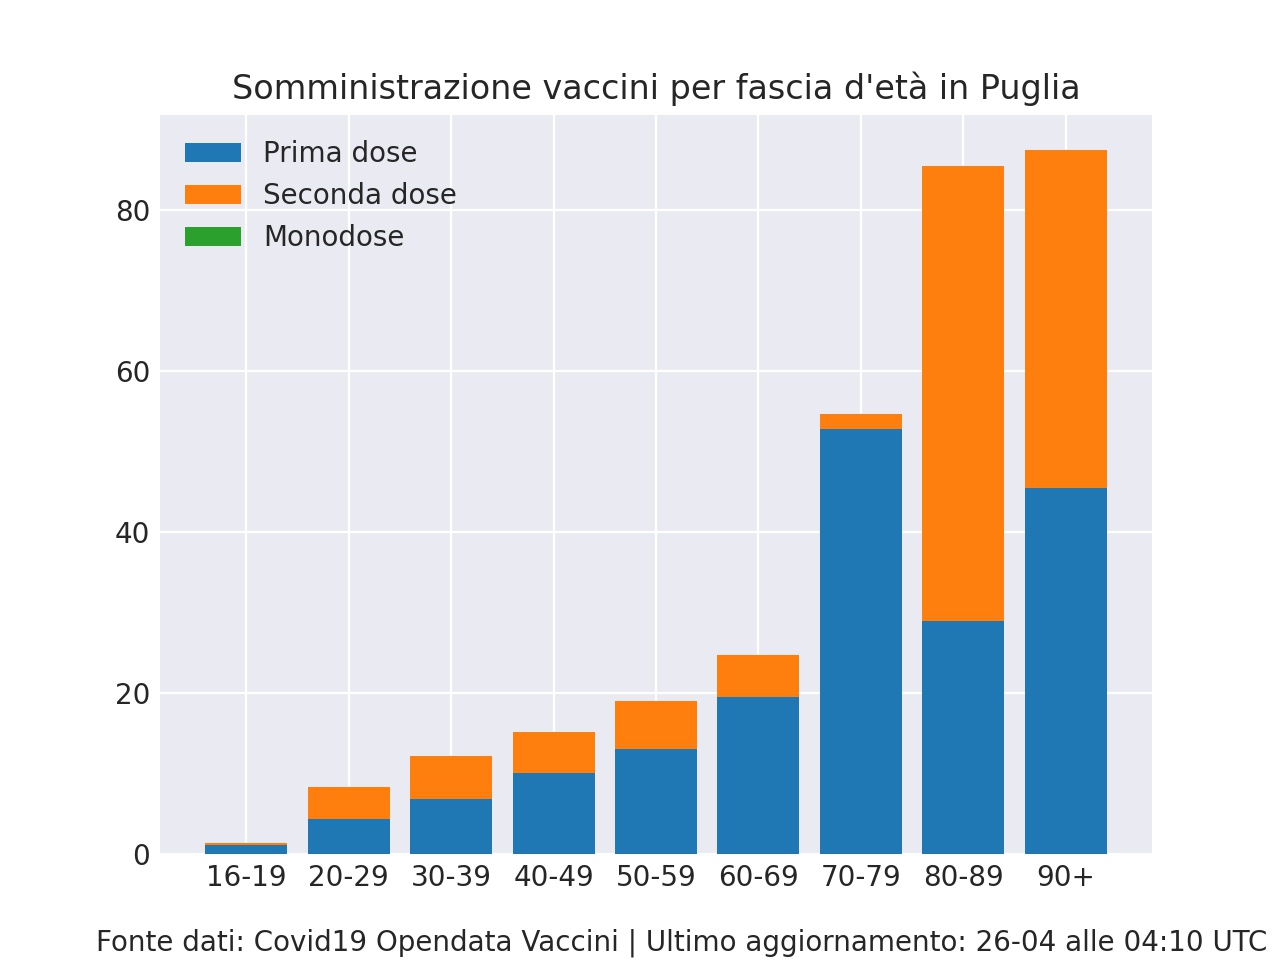 Somministrazione vaccini per fascia d'età in Puglia
Prima dose
Seconda dose
Monodose
80
60
40
20
0
16-19 20-29 30-39 40-49 50-59 60-69 70-79 80-89 90+
Fonte dati: Covid19 Opendata Vaccini | Ultimo aggiornamento: 26-04 alle 04:10 UTC